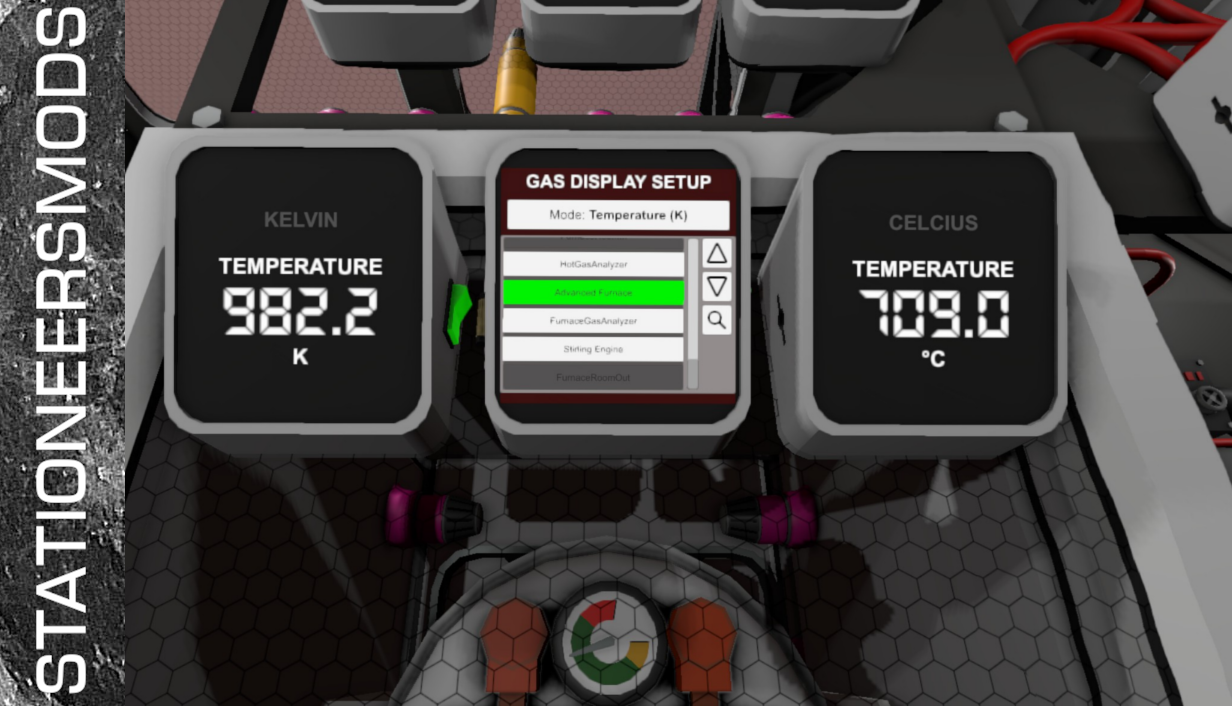 STATIONEERSMODS
KELVIN
TEMPERATURE
982.2
K
GAS DISPLAY SETUP
Mode: Temperature (K)
HotGasAnalyzer
Advanced Furnace
FurnaceGasAnalyzer
Stirling Engine
FurnaceRoomOut
CELCIUS
TEMPERATURE
709.0
°C